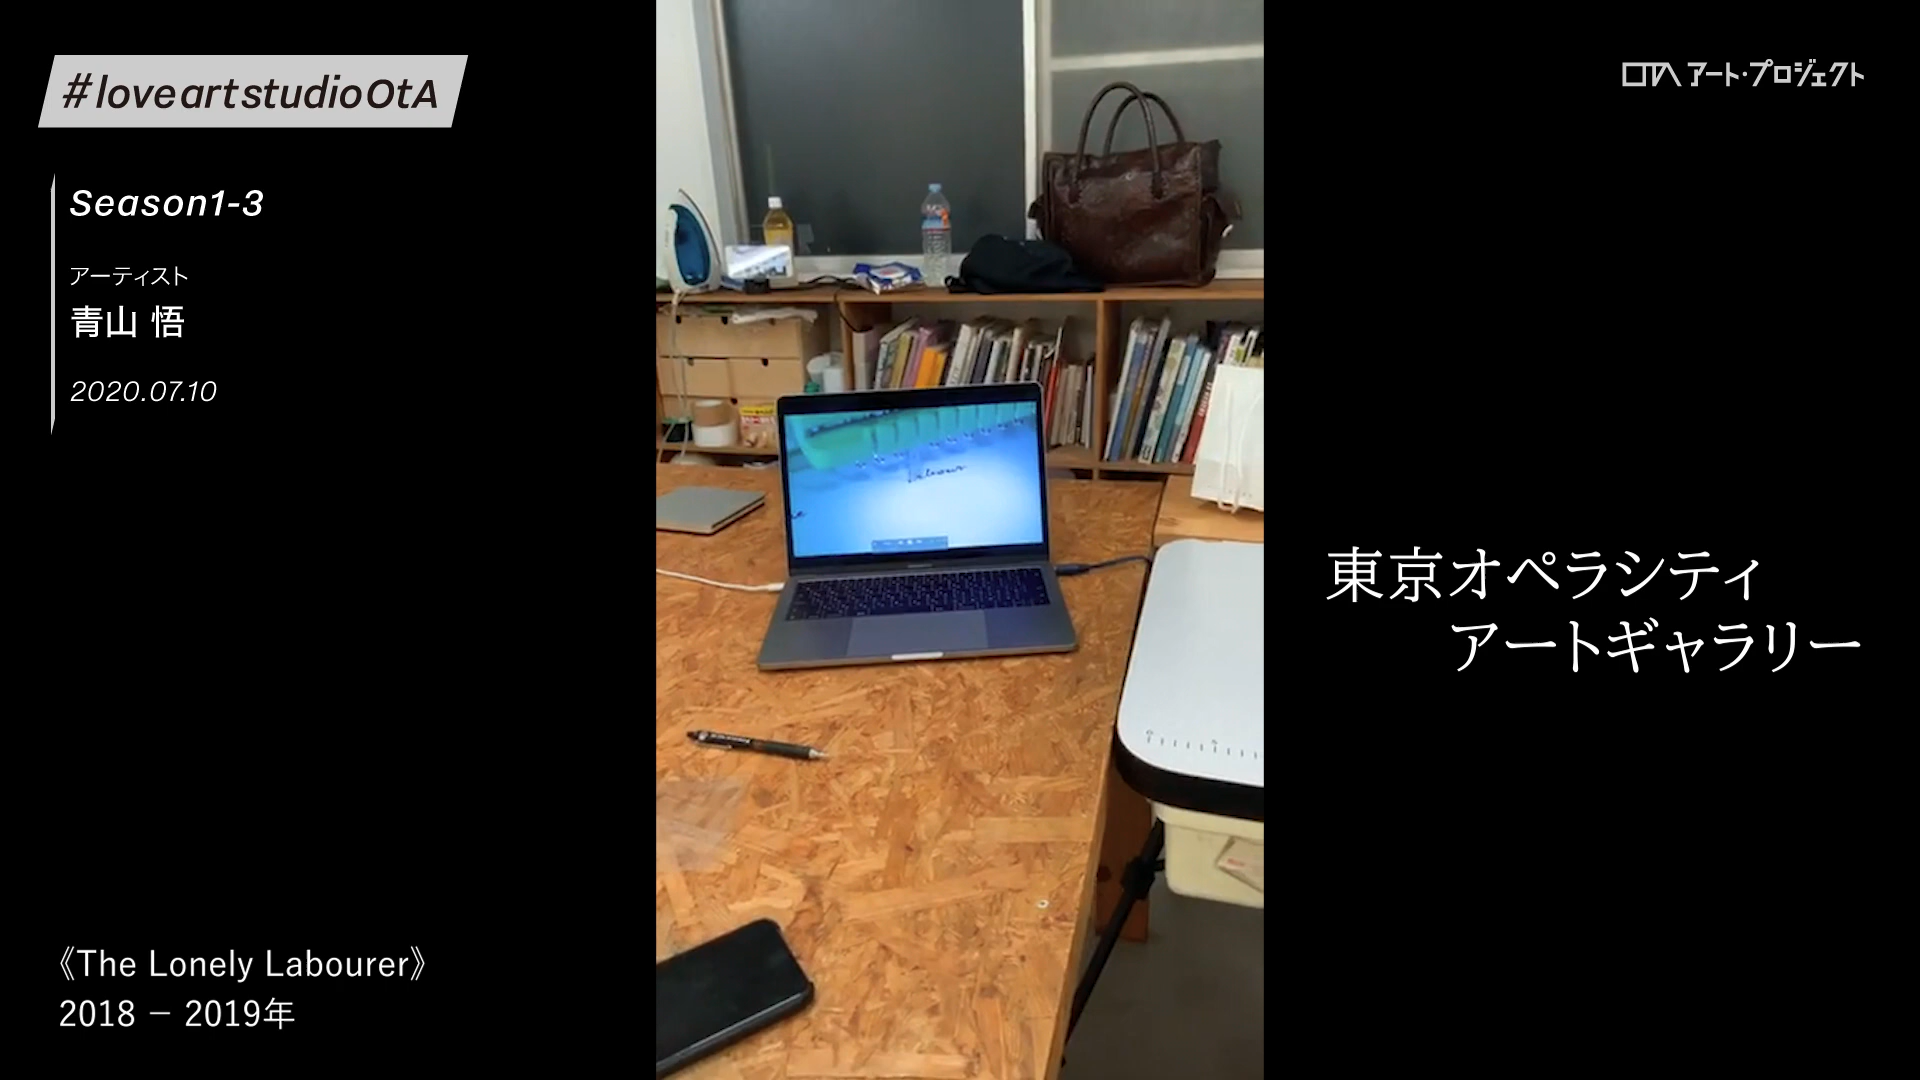 #loveartstudioOtA
OTA アート・プロジェクト
Season1-3
アーティスト
青山 悟
2020.07.10
labour
東京オペラシティ
アートギャラリー
《The Lonely Labourer》
2018 − 2019年